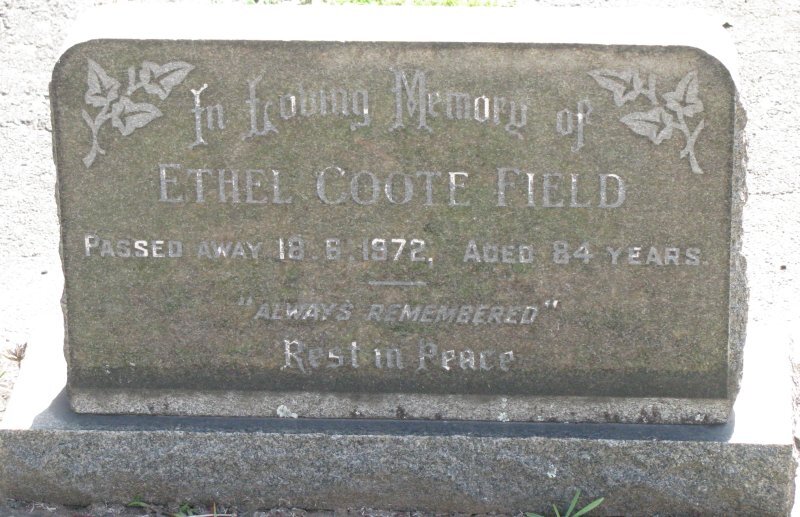 In Loving Memory of
ETHEL COOTE FIELD
PASSED AWAY 18.6.1972, AGED 84 YEARS.
"ALWAYS REMEMBERED"
Rest in Peace